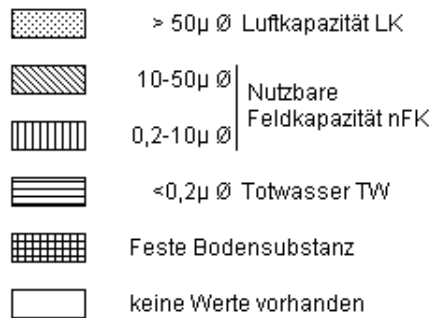 > 50µ Ø Luftkapazität LK
10-50µ Ø
Nutzbare
Feldkapazität nFK
0,2-10µ Ø
<0,2µ Ø Totwasser TW
Feste Bodensubstanz
keine Werte vorhanden